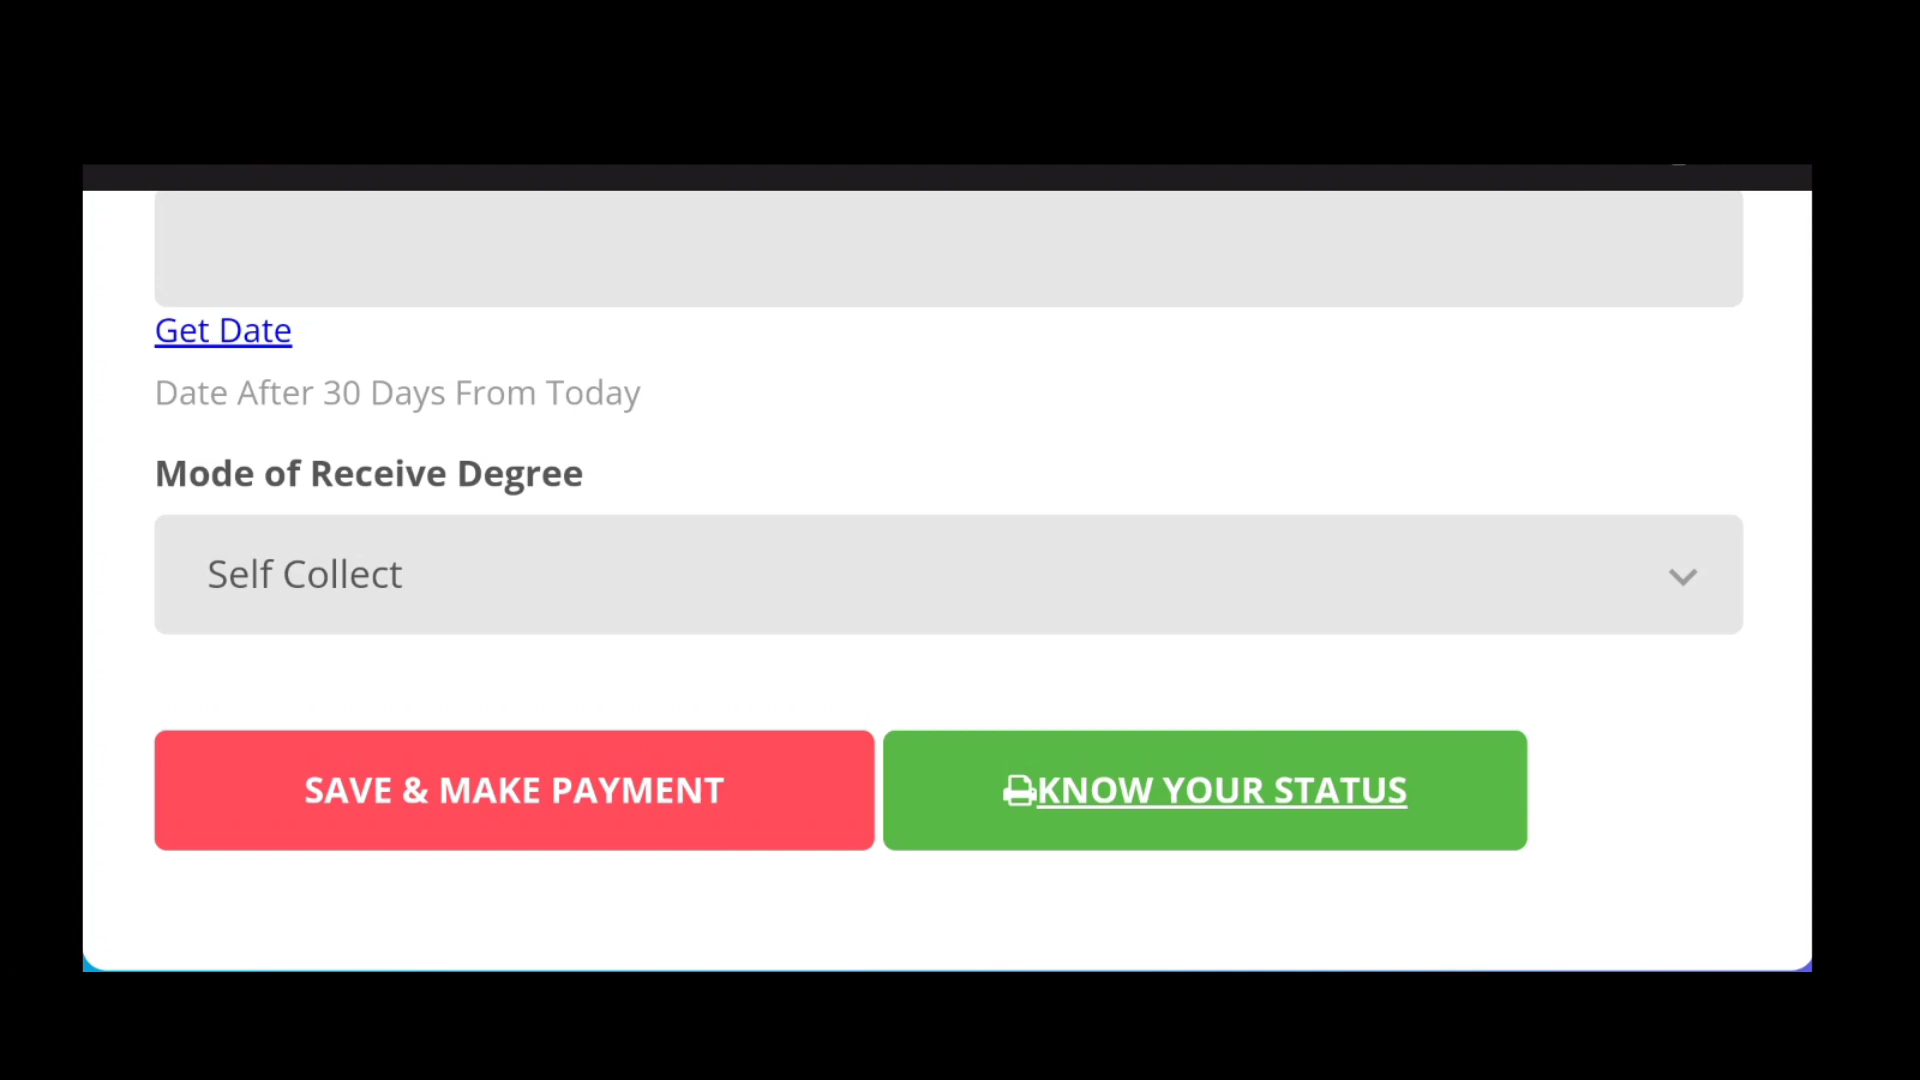 Get Date
Date After 30 Days From Today
Mode of Receive Degree
Self Collect
SAVE & MAKE PAYMENT
KNOW YOUR STATUS